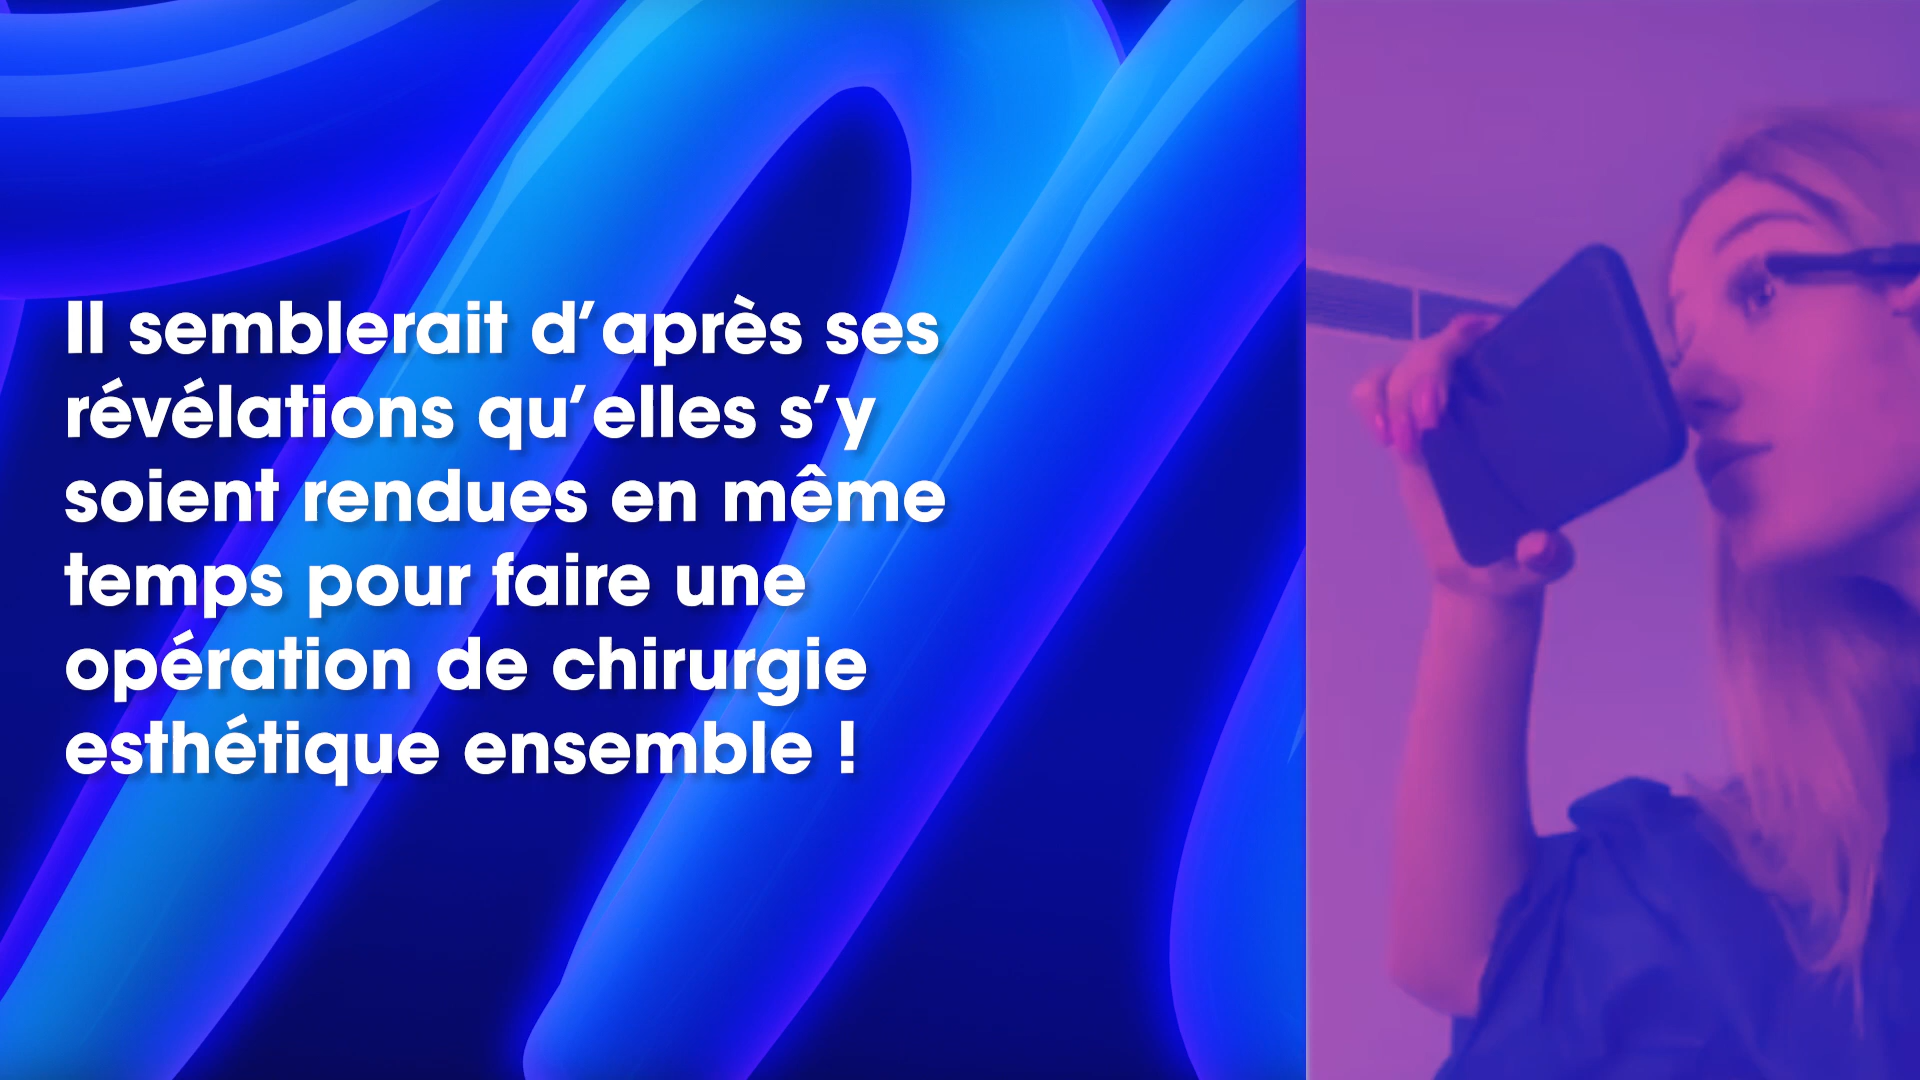 Il semblerait d’après ses
révélations qu’elles s’y
soient rendues en même
temps pour faire une
opération de chirurgie
esthétique ensemble !